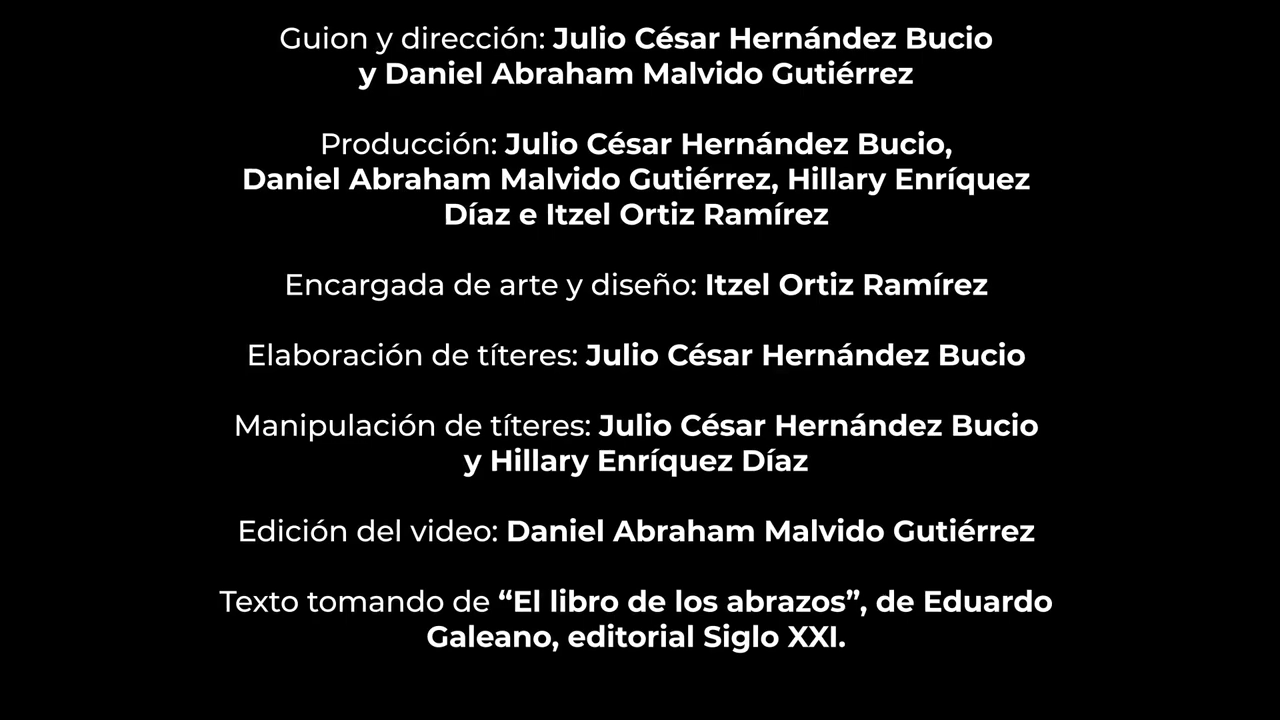 Guion y dirección: Julio César Hernández Bucio
y Daniel Abraham Malvido Gutiérrez
Producción: Julio César Hernández Bucio,
Daniel Abraham Malvido Gutiérrez, Hillary Enríquez
Díaz e Itzel Ortiz Ramírez
Encargada de arte y diseño: Itzel Ortiz Ramírez
Elaboración de títeres: Julio César Hernández Bucio
Manipulación de títeres: Julio César Hernández Bucio
y Hillary Enríquez Díaz
Edición del video: Daniel Abraham Malvido Gutiérrez
Texto tomando de “El libro de los abrazos”, de Eduardo
Galeano, editorial Siglo XXI.